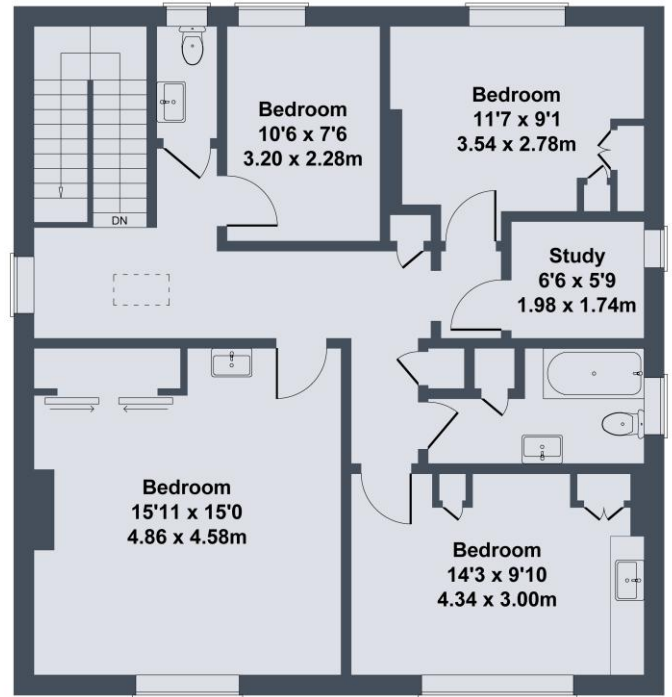 Bedroom
10'6 x 7'6
3.20 x 2.28m
Bedroom
11'7 x 9'1
3.54 x 2.78m
DN
Study
6'6 x 5'9
1.98 x 1.74m
Bedroom
15'11 x 15'0
4.86 x 4.58m
Bedroom
14'3 x 9'10
4.34 x 3.00m